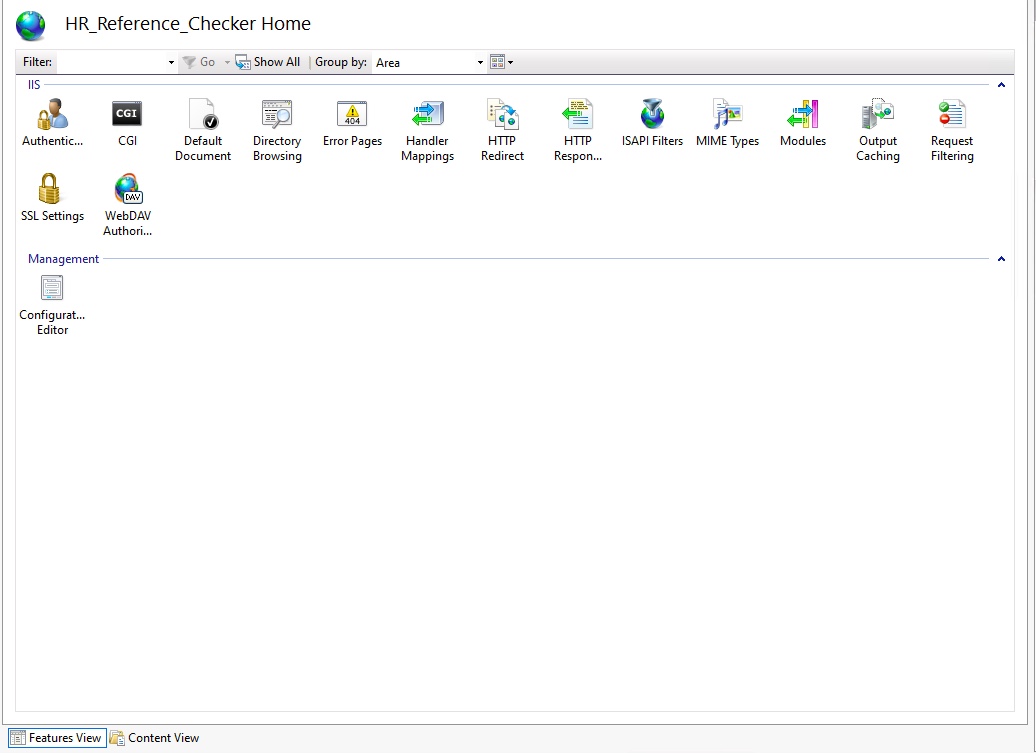 HR_Reference_Checker Home
Filter: Go Show All Group by: Area
IIS
Authentic... CGI Default Directory Error Pages Handler HTTP HTTP ISAPI Filters MIME Types Modules Output Request
Document Browsing 404 Mappings Redirect Respon... Caching Filtering
SSL Settings WebDAV
DAV Authori...
Management
Configurat...
Editor
Features View Content View